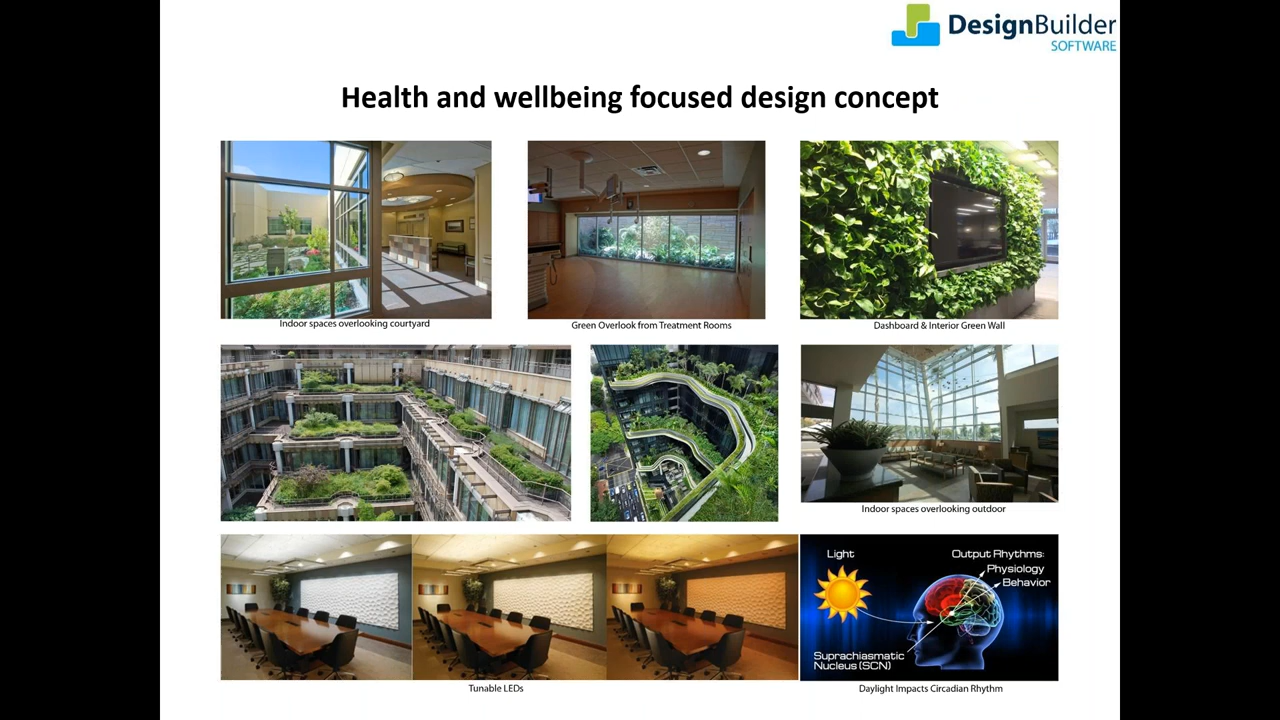 DesignBuilder
SOFTWARE
Health and wellbeing focused design concept
Indoor spaces overlooking courtyard
Green Overlook from Treatment Rooms
Dashboard & Interior Green Wall
Indoor spaces overlooking outdoor
Light
Output Rhythms:
Physiology
Behavior
Suprachiasmatic
Nucleus (SCN)
Tunable LEDs
Daylight Impacts Circadian Rhythm